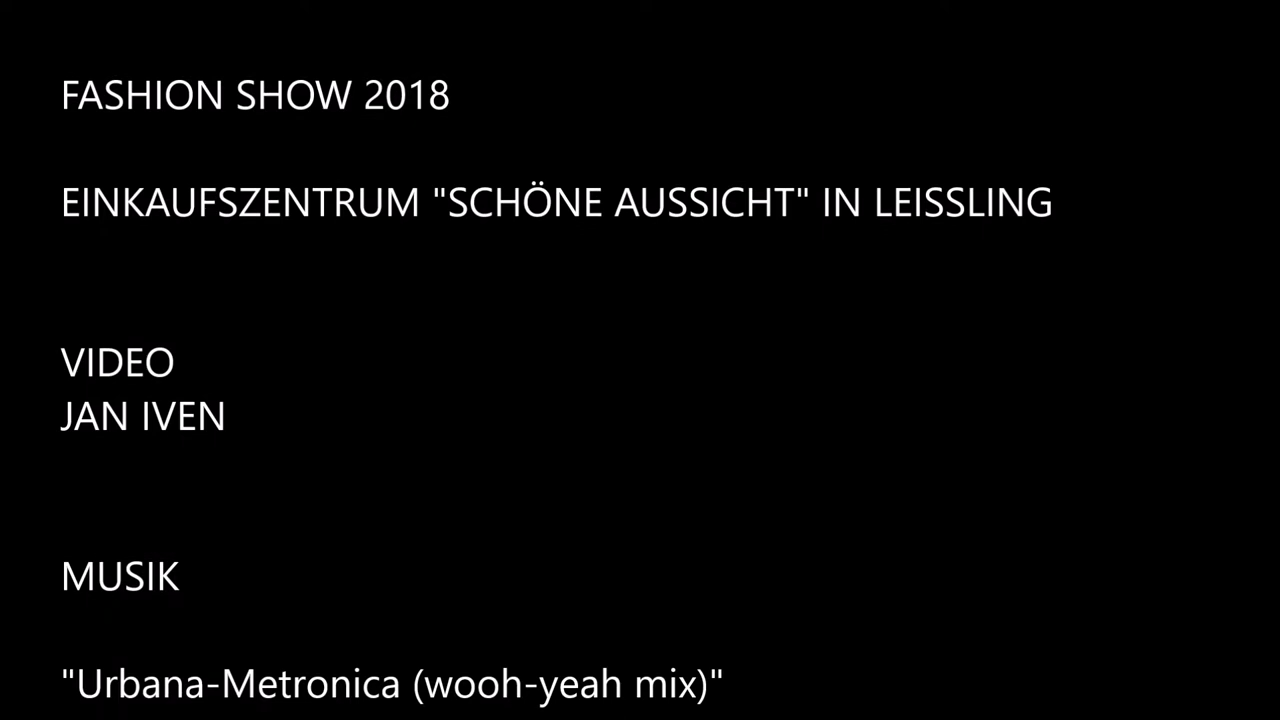 FASHION SHOW 2018
EINKAUFSZENTRUM "SCHÖNE AUSSICHT" IN LEISSLING
VIDEO
JAN IVEN
MUSIK
"Urbana-Metronica (wooh-yeah mix)"